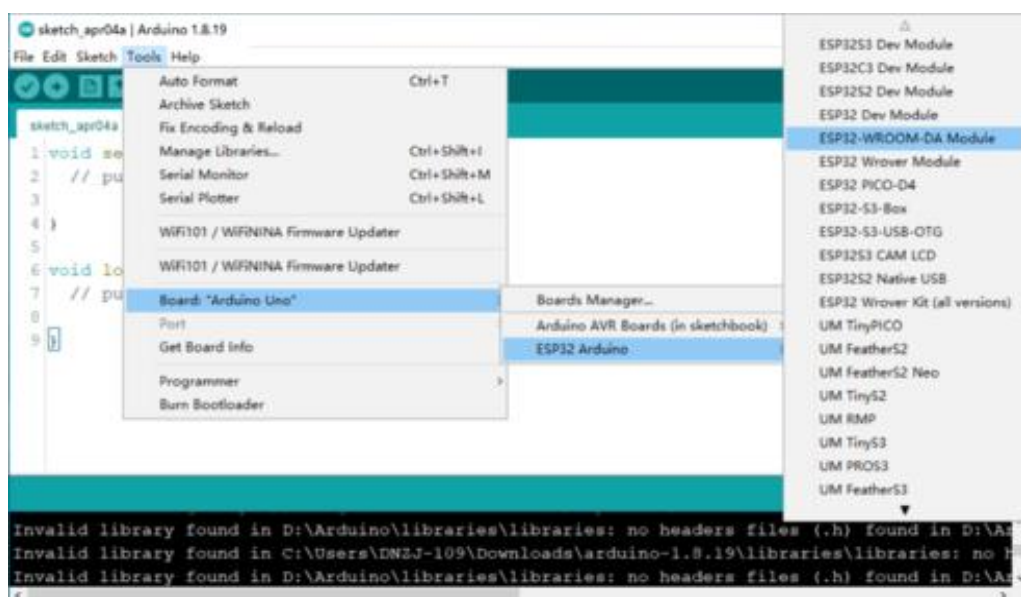 sketch_apr04a | Arduino 1.8.19
File Edit Sketch Tools Help
sketch_apr04a
1 void se
2 // pu
3
4 }
5
6 void lo
7 // pu
8
9 }
Auto Format Ctrl+T
Archive Sketch
Fix Encoding & Reload
Manage Libraries... Ctrl+Shift+I
Serial Monitor Ctrl+Shift+M
Serial Plotter Ctrl+Shift+L
WiFi101 / WiFiNINA Firmware Updater
WiFi101 / WiFiNINA Firmware Updater
Board: "Arduino Uno"
Port
Get Board Info
Programmer
Burn Bootloader
Boards Manager...
Arduino AVR Boards (in sketchbook)
ESP32 Arduino
ESP32S3 Dev Module
ESP32C3 Dev Module
ESP32S2 Dev Module
ESP32 Dev Module
ESP32-WROOM-DA Module
ESP32 Wrover Module
ESP32 PICO-D4
ESP32-S3-Box
ESP32-S3-USB-OTG
ESP32S3 CAM LCD
ESP32S2 Native USB
ESP32 Wrover Kit (all versions)
UM TinyPICO
UM FeatherS2
UM FeatherS2 Neo
UM TinyS2
UM RMP
UM TinyS3
UM PROS3
UM FeatherS3
Invalid library found in D:\Arduino\libraries\libraries: no headers files (.h) found in D:\Ar
Invalid library found in C:\Users\DNZJ-109\Downloads\arduino-1.8.19\libraries\libraries: no h
Invalid library found in D:\Arduino\libraries\libraries: no headers files (.h) found in D:\Ar